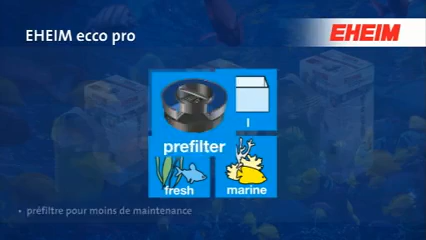 EHEIM ecco pro
EHEIM
prefilter
l
fresh
marine
• préfiltre pour moins de maintenance